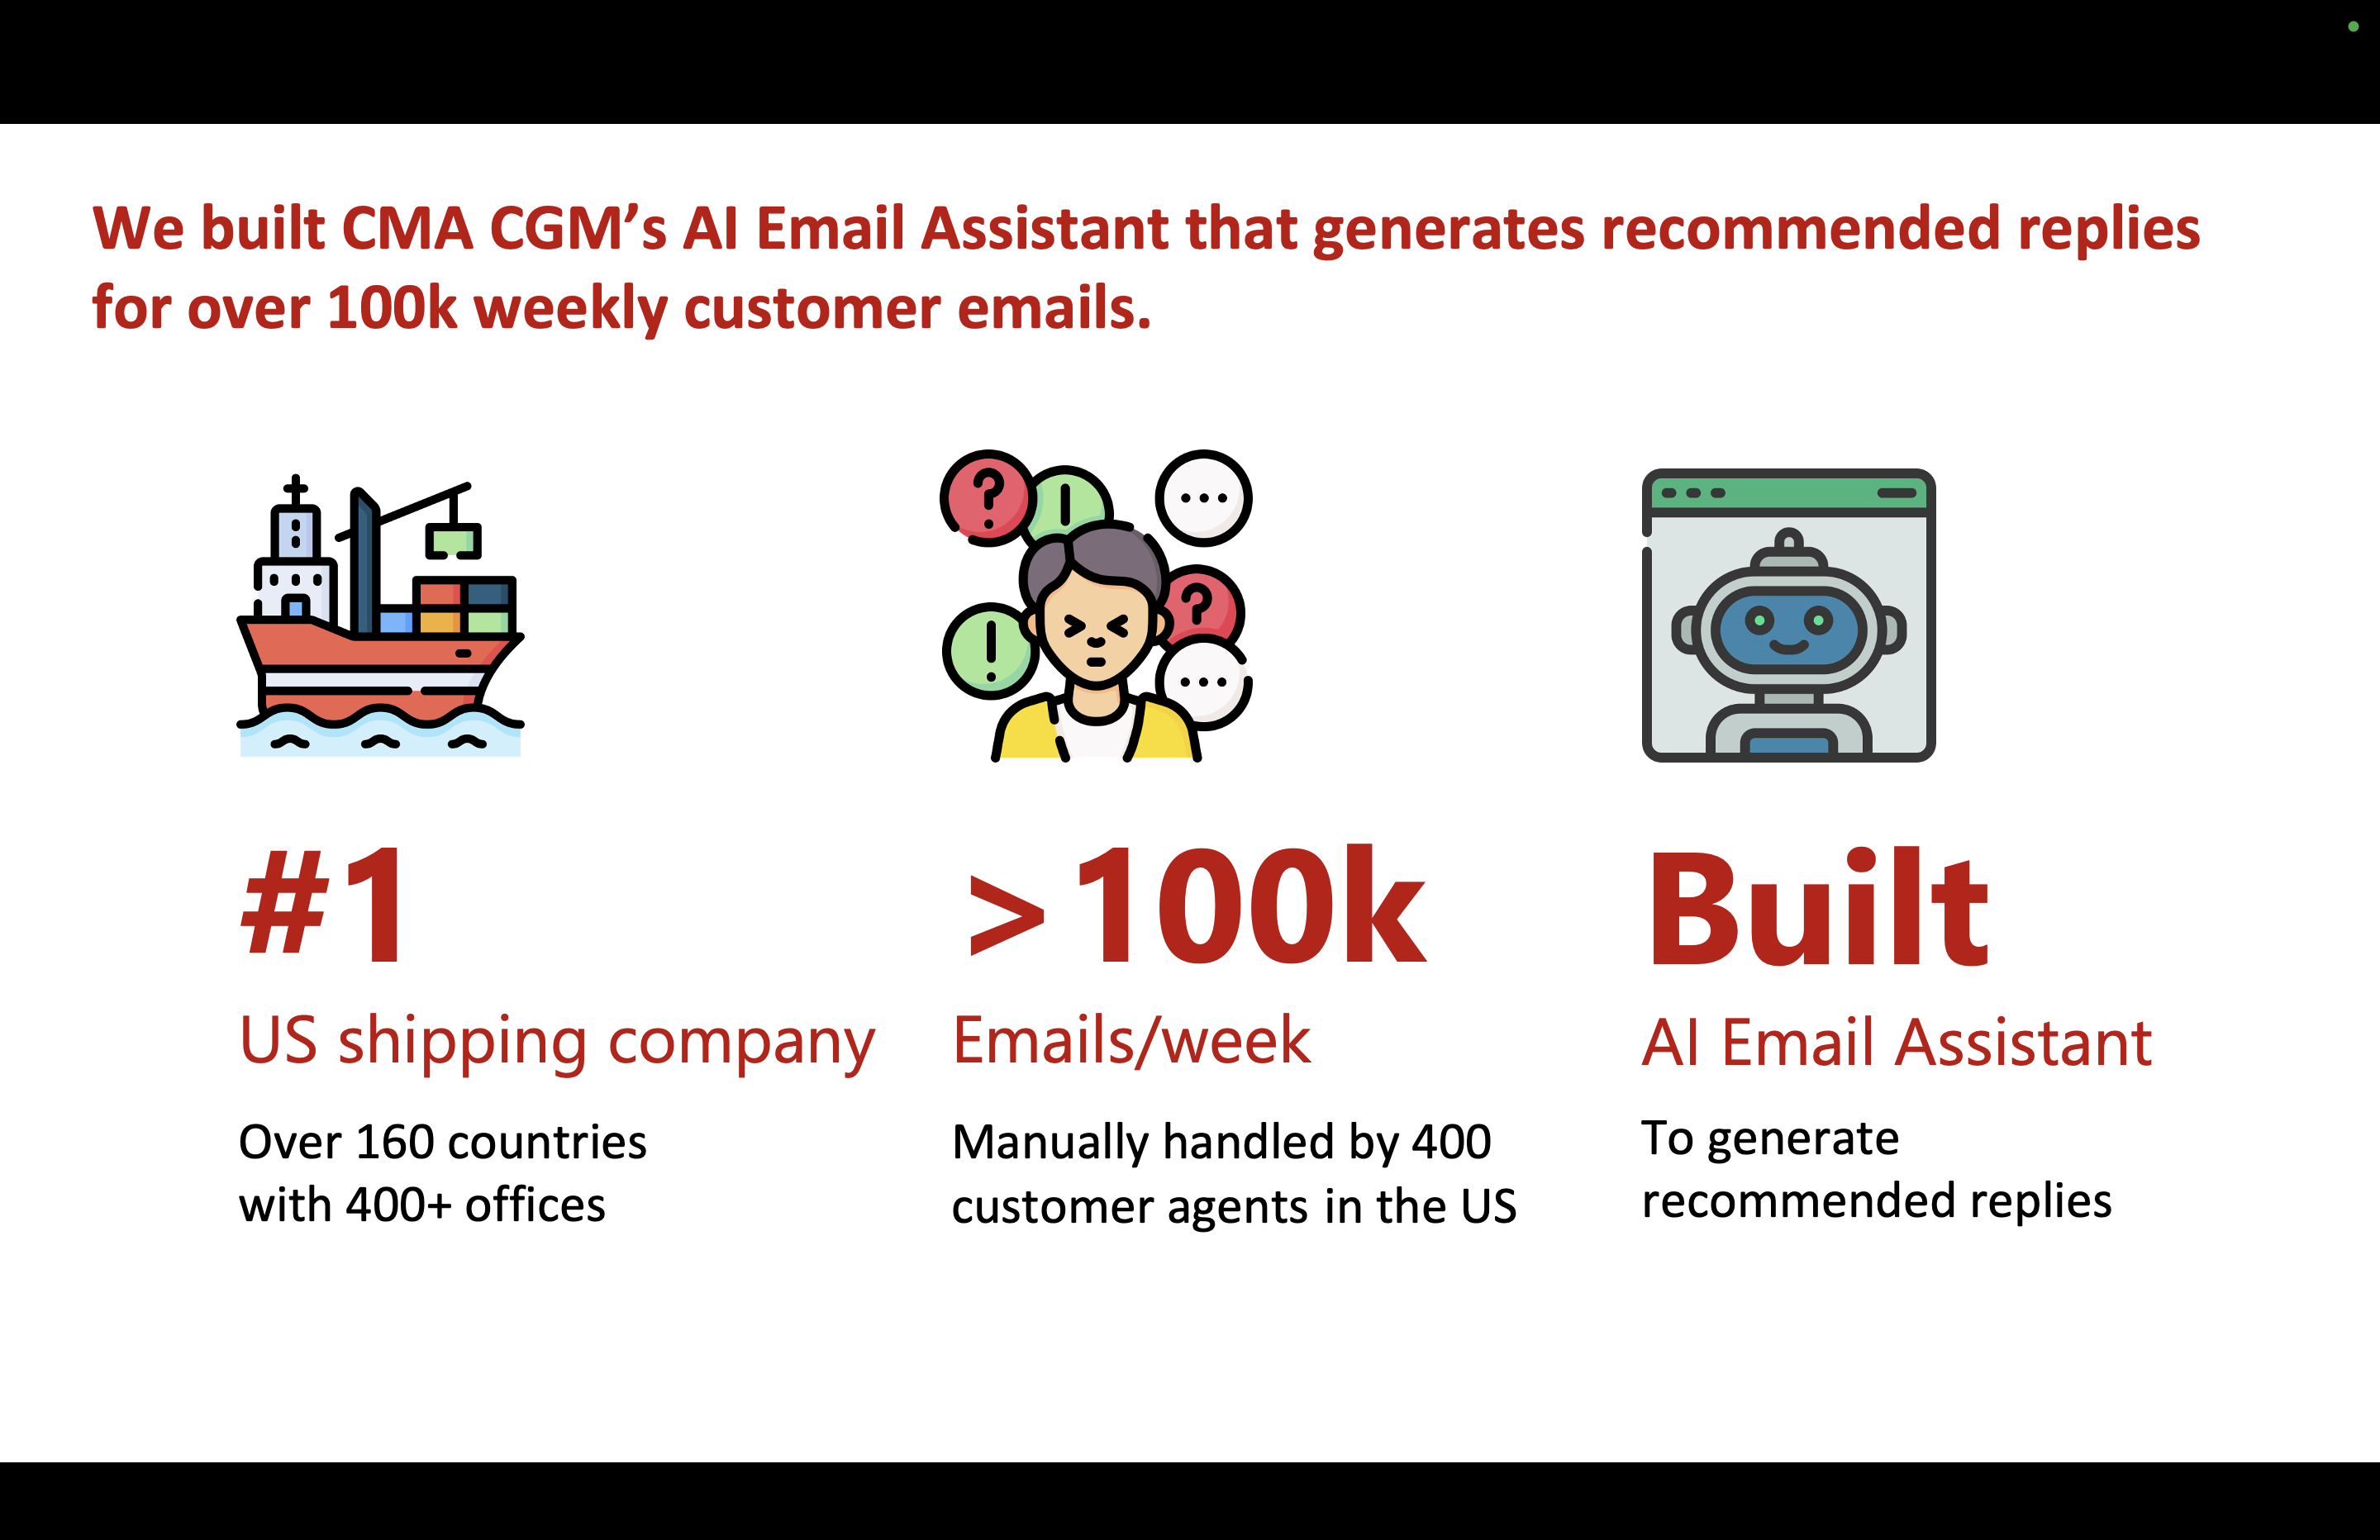 We built CMA CGM’s AI Email Assistant that generates recommended replies
for over 100k weekly customer emails.
#1
US shipping company
Over 160 countries
with 400+ offices
>100k
Emails/week
Manually handled by 400
customer agents in the US
Built
AI Email Assistant
To generate
recommended replies